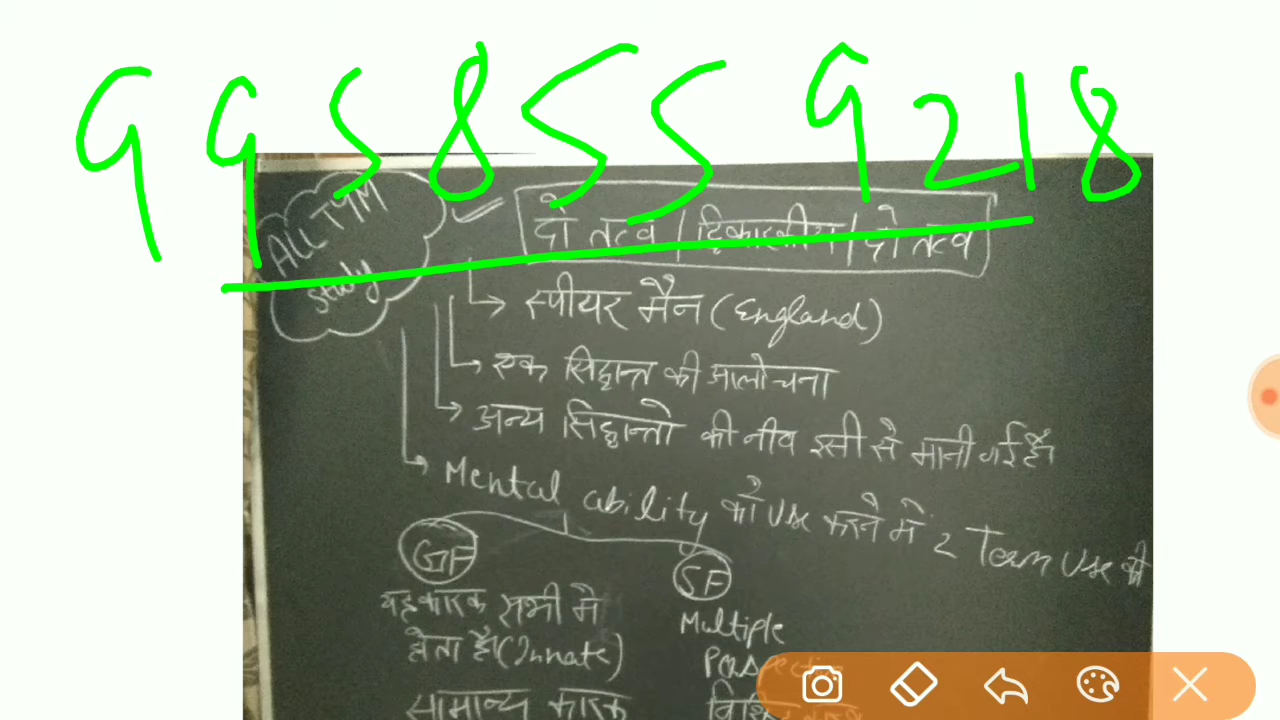 9958559218
ALL TYM
Study
दो तत्व / द्विकारकीय / दो तत्व
स्पीयर मैन (England)
एक सिद्धान्त की आलोचना
अन्य सिद्धान्तो की नीव इसी से मानी गई है
Mental ability को use करने में 2 Term use की
GF
SF
यह कारक सभी में
होता है (Innate)
सामान्य कारक
Multiple